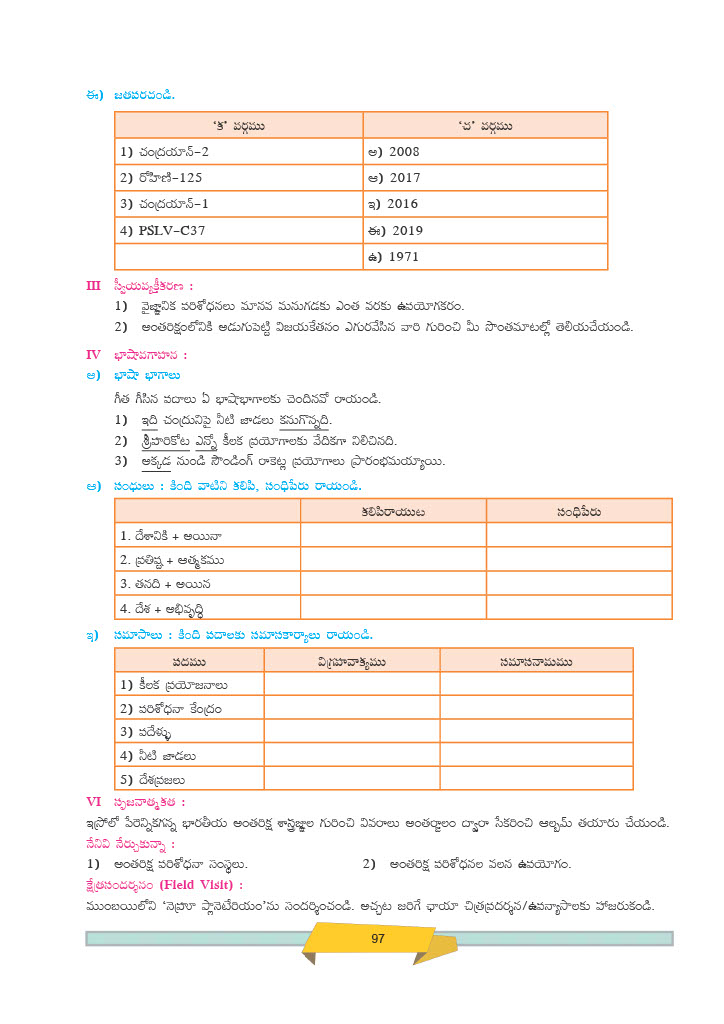 ఈ) జతపరచండి.
‘క’ వర్గము ‘చ’ వర్గము
1) చంద్రయాన్-2 అ) 2008
2) రోహిణి-125 ఆ) 2017
3) చంద్రయాన్-1 ఇ) 2016
4) PSLV-C37 ఈ) 2019
ఉ) 1971
III స్వీయవ్యక్తీకరణ :
1) వైజ్ఞానిక పరిశోధనలు మానవ మనుగడకు ఎంత వరకు ఉపయోగకరం.
2) అంతరిక్షంలోనికి అడుగుపెట్టి విజయకేతనం ఎగురవేసిన వారి గురించి మీ సొంతమాటల్లో తెలియచేయండి.
IV భాషావగాహన :
అ) భాషా భాగాలు
గీత గీసిన పదాలు ఏ భాషాభాగాలకు చెందినవో రాయండి.
1) ఇది చంద్రునిపై నీటి జాడలు కనుగొన్నది.
2) శ్రీహరికోట ఎన్నో కీలక ప్రయోగాలకు వేదికగా నిలిచినది.
3) అక్కడ నుండి సౌండింగ్ రాకెట్ల ప్రయోగాలు ప్రారంభమయ్యాయి.
ఆ) సంధులు : కింది వాటిని కలిపి, సంధిపేరు రాయండి.
కలిపిరాయుట సంధిపేరు
1. దేశానికి + అయినా
2. ప్రతిష్ట + ఆత్మకము
3. తనది + అయిన
4. దేశ + అభివృద్ధి
ఇ) సమాసాలు : కింది పదాలకు సమాసకార్యాలు రాయండి.
పదము విగ్రహవాక్యము సమాసనామము
1) కీలక ప్రయోజనాలు
2) పరిశోధనా కేంద్రం
3) పదేళ్ళు
4) నీటి జాడలు
5) దేశప్రజలు
VI సృజనాత్మకత :
ఇస్రోలో పేరెన్నికగన్న భారతీయ అంతరిక్ష శాస్త్రజ్ఞుల గురించి వివరాలు అంతర్జాలం ద్వారా సేకరించి ఆల్బమ్ తయారు చేయండి.
నేనివి నేర్చుకున్నా :
1) అంతరిక్ష పరిశోధనా సంస్థలు. 2) అంతరిక్ష పరిశోధనల వలన ఉపయోగం.
క్షేత్రసందర్శనం (Field Visit) :
ముంబయిలోని ‘నెహ్రూ ప్లానెటేరియం’ను సందర్శించండి. అచ్చట జరిగే ఛాయా చిత్రప్రదర్శన/ఉపన్యాసాలకు హాజరుకండి.
97